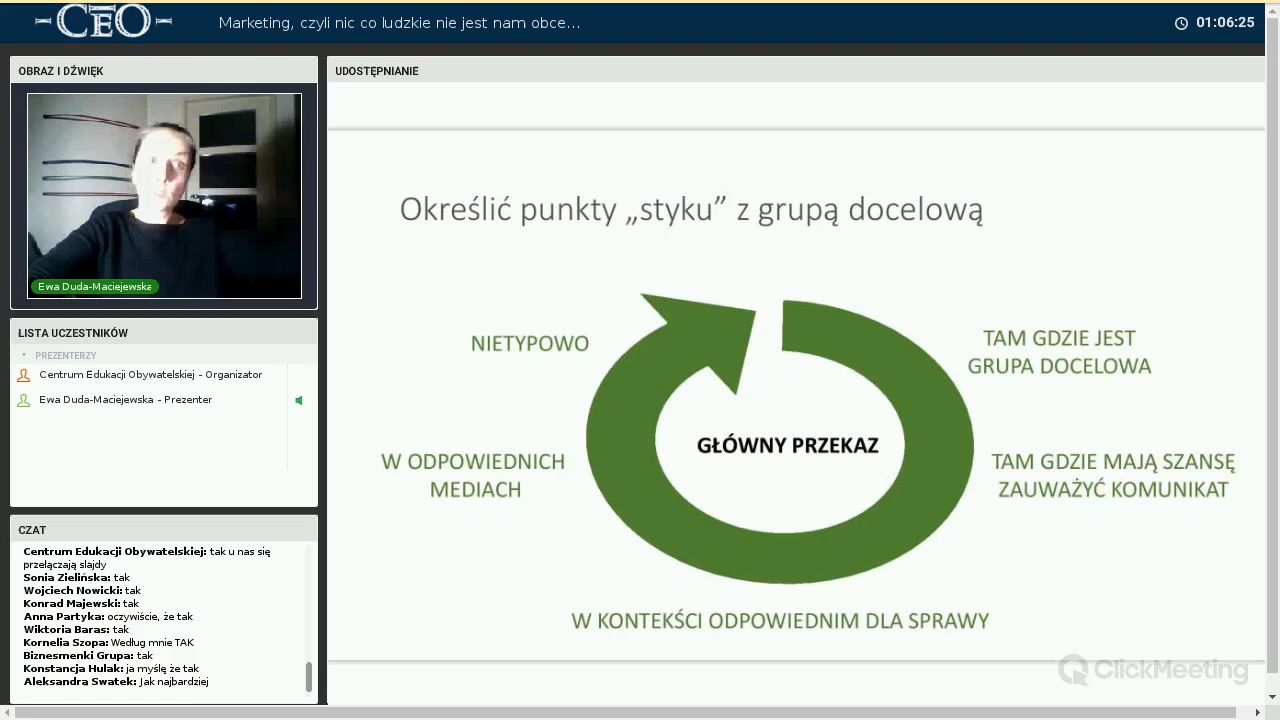 CEO
Marketing, czyli nic co ludzkie nie jest nam obce...
01:06:25
OBRAZ I DŹWIĘK
Ewa Duda-Maciejewska
LISTA UCZESTNIKÓW
PREZENTERZY
Centrum Edukacji Obywatelskiej - Organizator
Ewa Duda-Maciejewska - Prezenter
CZAT
Centrum Edukacji Obywatelskiej: tak u nas się
przełączają slajdy
Sonia Zielińska: tak
Wojciech Nowicki: tak
Konrad Majewski: tak
Anna Partyka: oczywiście, że tak
Wiktoria Baras: tak
Kornelia Szopa: Według mnie TAK
Biznesmenki Grupa: tak
Konstancja Hulak: ja myślę że tak
Aleksandra Swatek: Jak najbardziej
UDOSTĘPNIANIE
Określić punkty „styku” z grupą docelową
NIETYPOWO
TAM GDZIE JEST
GRUPA DOCELOWA
GŁÓWNY PRZEKAZ
W ODPOWIEDNICH
MEDIACH
TAM GDZIE MAJĄ SZANSĘ
ZAUWAŻYĆ KOMUNIKAT
W KONTEKŚCI ODPOWIEDNIM DLA SPRAWY
ClickMeeting